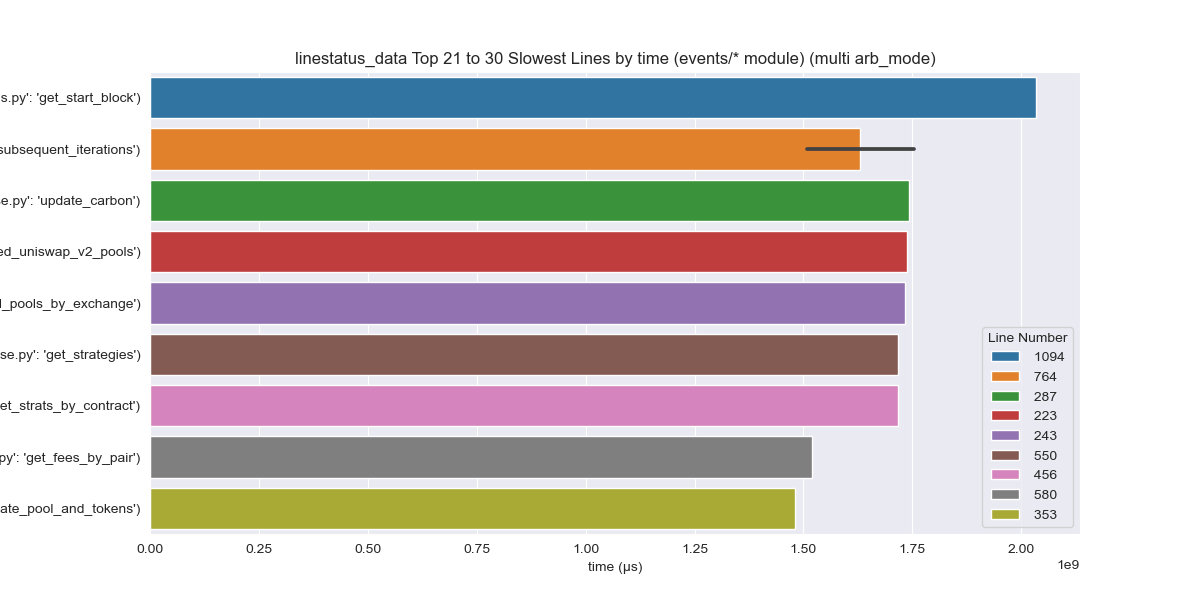 linestatus_data Top 21 to 30 Slowest Lines by time (events/* module) (multi arb_mode)
s.py': 'get_start_block')
subsequent_iterations')
e.py': 'update_carbon')
ed_uniswap_v2_pools')
l_pools_by_exchange')
se.py': 'get_strategies')
et_strats_by_contract')
py': 'get_fees_by_pair')
ate_pool_and_tokens')
Line Number
1094
764
287
223
243
550
456
580
353
0.00 0.25 0.50 0.75 1.00 1.25 1.50 1.75 2.00
1e9
time (µs)